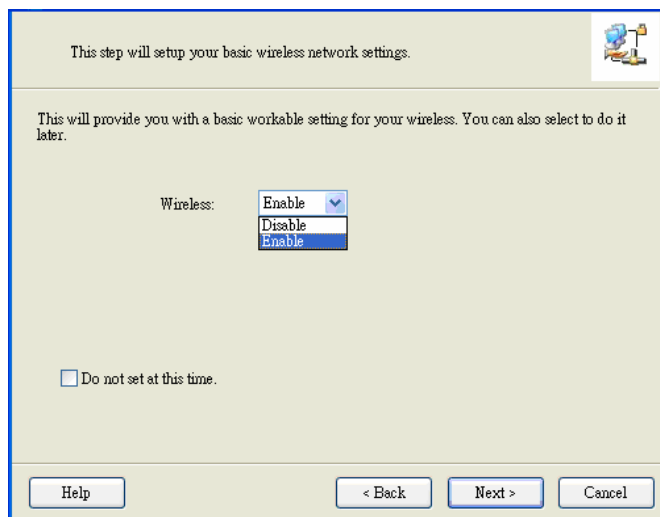 This step will setup your basic wireless network settings.
This will provide you with a basic workable setting for your wireless. You can also select to do it
later.
Wireless: Enable
Disable
Enable
Do not set at this time.
Help < Back Next > Cancel